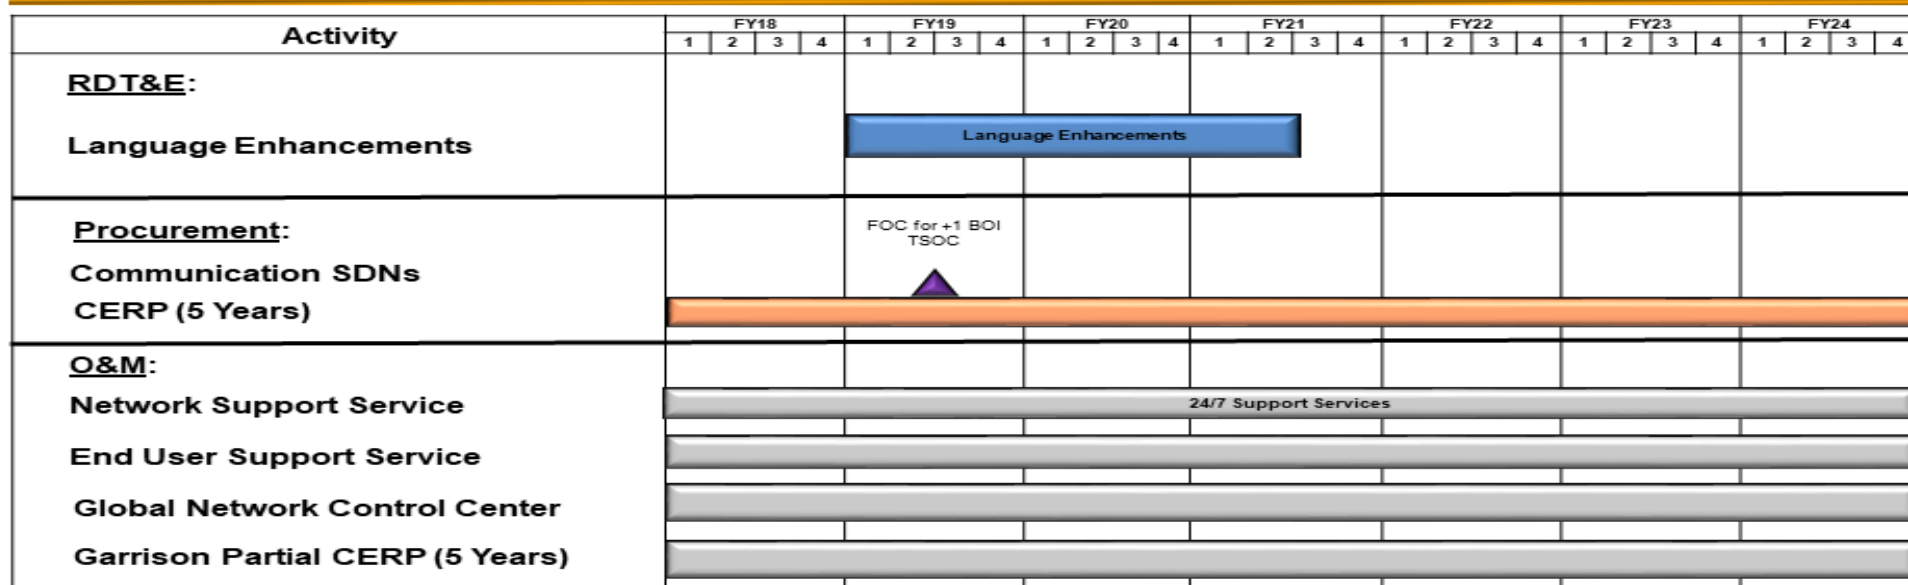 Activity FY18 FY19 FY20 FY21 FY22 FY23 FY24
1 2 3 4 1 2 3 4 1 2 3 4 1 2 3 4 1 2 3 4 1 2 3 4 1 2 3 4
RDT&E:
Language Enhancements
Language Enhancements
Procurement:
FOC for +1 BOI
TSOC
Communication SDNs
CERP (5 Years)
O&M:
Network Support Service
24/7 Support Services
End User Support Service
Global Network Control Center
Garrison Partial CERP (5 Years)